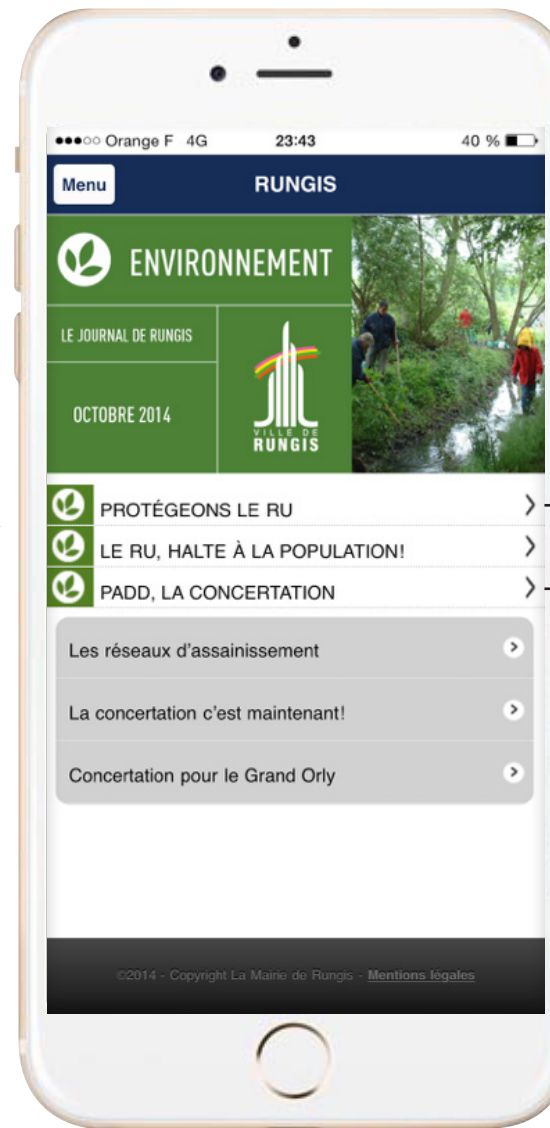 Orange F 4G 23:43 40 %
Menu RUNGIS
ENVIRONNEMENT
LE JOURNAL DE RUNGIS
OCTOBRE 2014
VILLE DE
RUNGIS
PROTÉGEONS LE RU
LE RU, HALTE À LA POPULATION!
PADD, LA CONCERTATION
Les réseaux d'assainissement
La concertation c'est maintenant!
Concertation pour le Grand Orly
©2014 - Copyright La Mairie de Rungis - Mentions légales